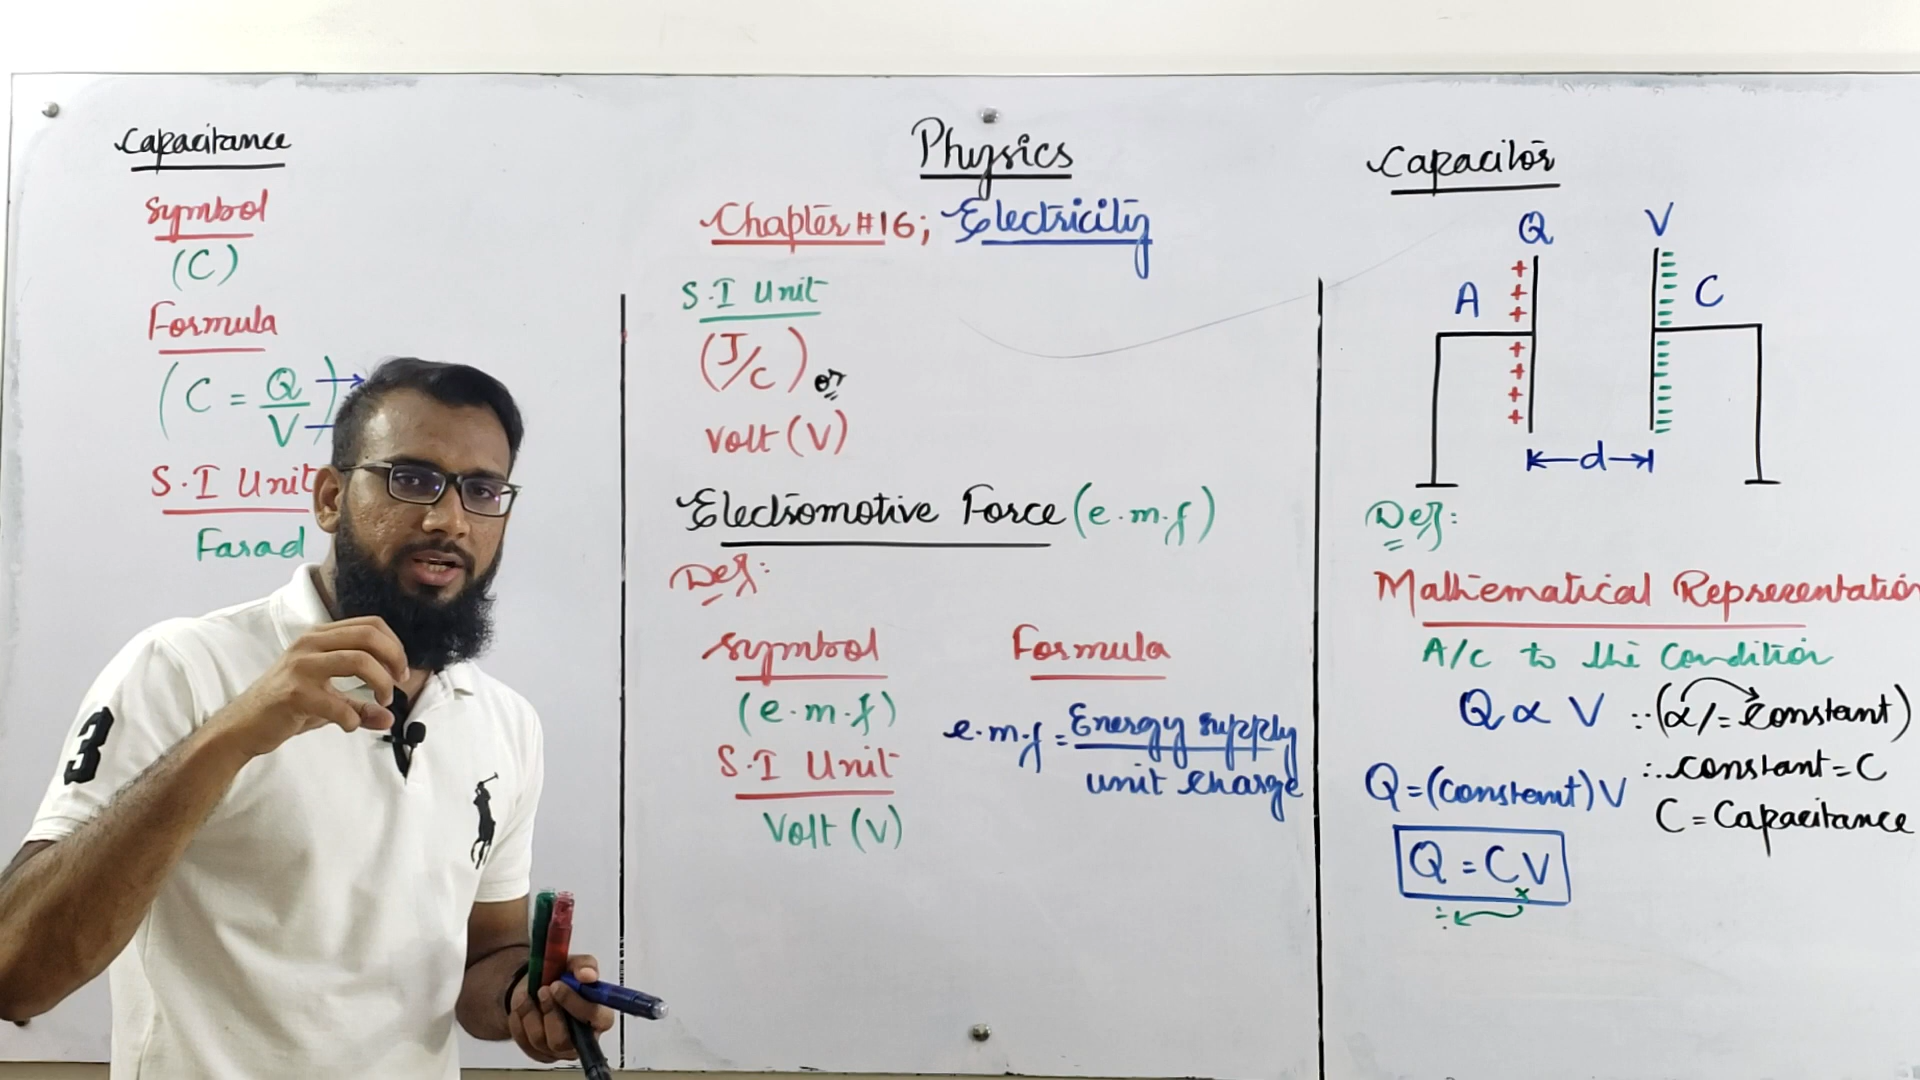 Capacitance
Symbol
(C)
Formula
(C = Q/V)
S.I Unit
Farad
3
Physics
Chapter #16; Electricity
S.I Unit
(J/C) or
Volt (V)
Electromotive Force (e.m.f)
Def:
Symbol
(e.m.f)
S.I Unit
Volt (V)
Formula
e.m.f = Energy supply
unit charge
Capacitor
Q V
A C
+ + + + + + +
d
Def:
Mathematical Representation
A/c to the Condition
Q ∝ V ∵ (∝/= Constant)
Q = (constant) V ∴ constant = C
C = Capacitance
Q = CV
÷ x